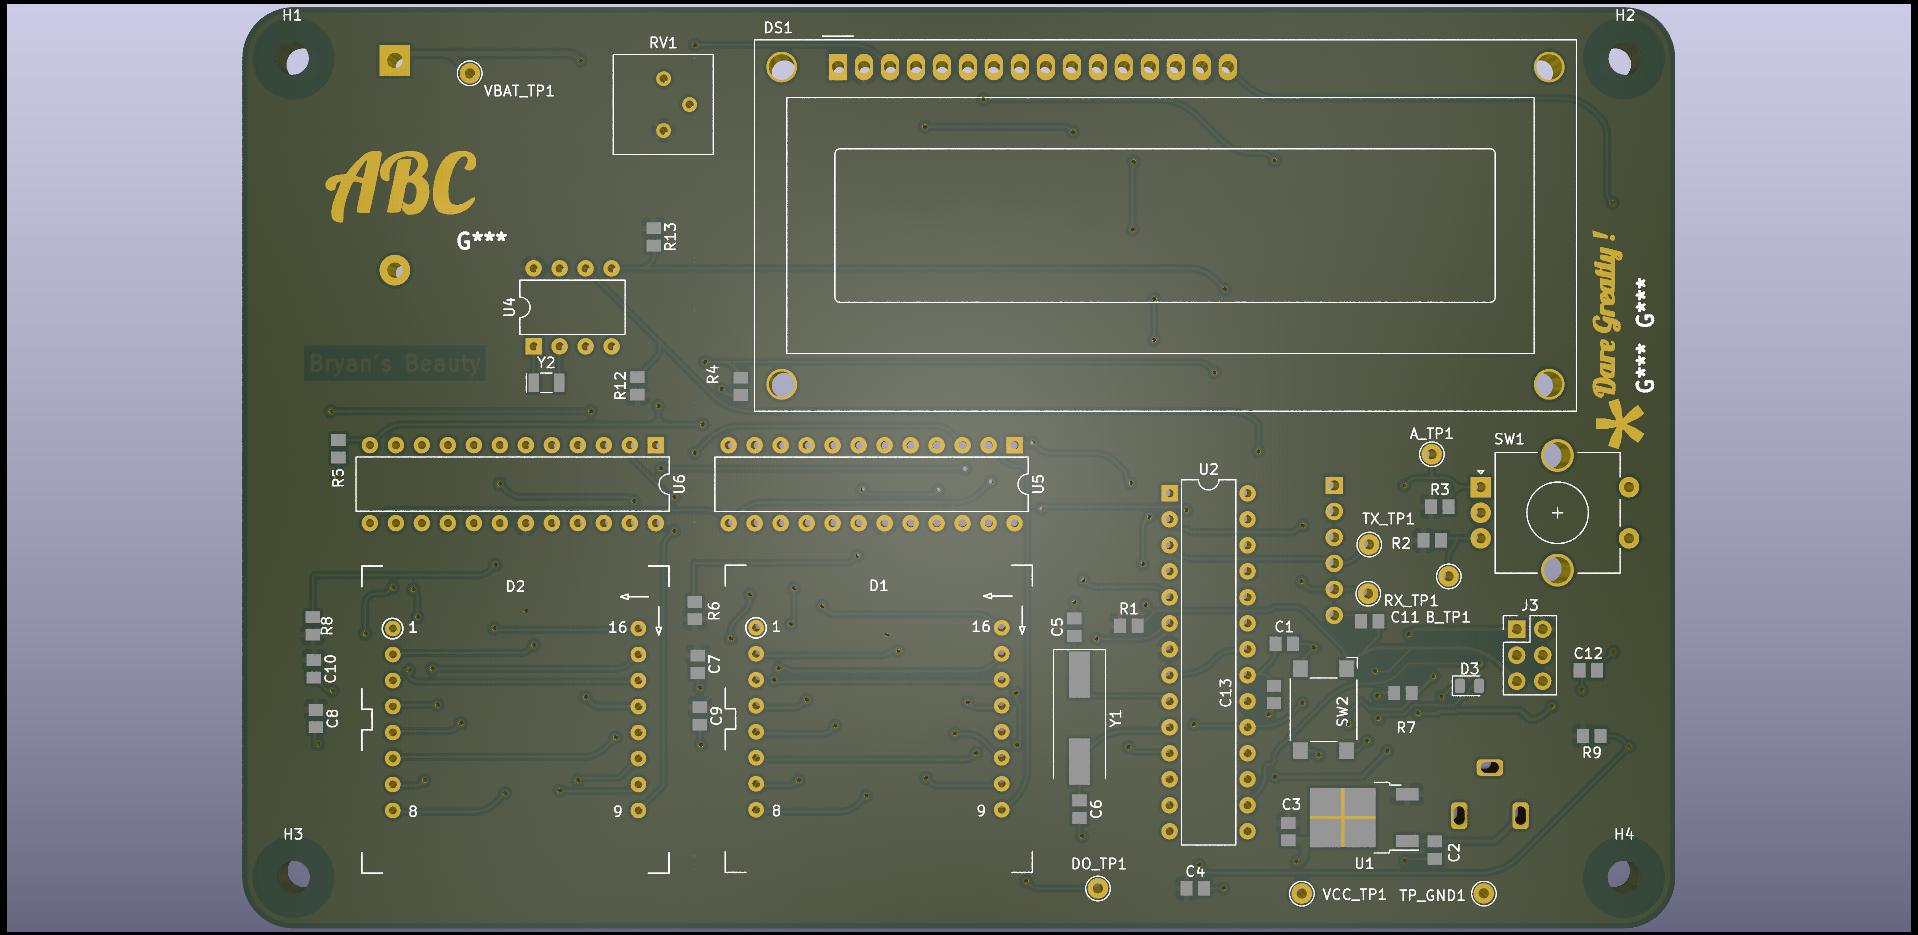 H1
DS1
H2
RV1
VBAT_TP1
ABC
G***
R13
U4
Dare Greatly!
G*** G***
Bryan's Beauty
Y2
R12
R4
A_TP1
SW1
R5
U6
U5
U2
R3
TX_TP1
R2
D2
D1
RX_TP1
C11
B_TP1
J3
R8
1
16
R6
1
16
C5
R1
C1
C10
C7
C12
D3
C8
C9
Y1
C13
SW2
R7
R9
8
9
8
9
C6
C3
H3
H4
U1
C2
DO_TP1
C4
VCC_TP1
TP_GND1